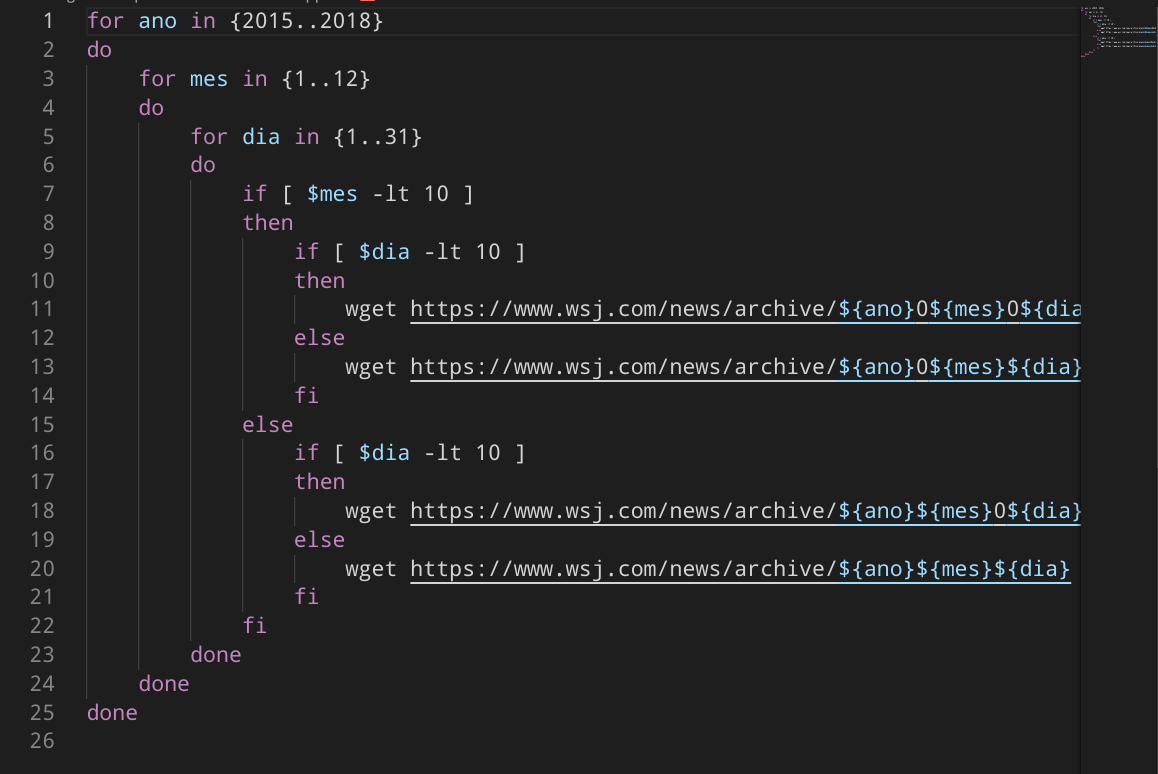 1 for ano in {2015..2018}
2 do
3 for mes in {1..12}
4 do
5 for dia in {1..31}
6 do
7 if [ $mes -lt 10 ]
8 then
9 if [ $dia -lt 10 ]
10 then
11 wget https://www.wsj.com/news/archive/${ano}0${mes}0${dia
12 else
13 wget https://www.wsj.com/news/archive/${ano}0${mes}${dia}
14 fi
15 else
16 if [ $dia -lt 10 ]
17 then
18 wget https://www.wsj.com/news/archive/${ano}${mes}0${dia}
19 else
20 wget https://www.wsj.com/news/archive/${ano}${mes}${dia}
21 fi
22 fi
23 done
24 done
25 done
26